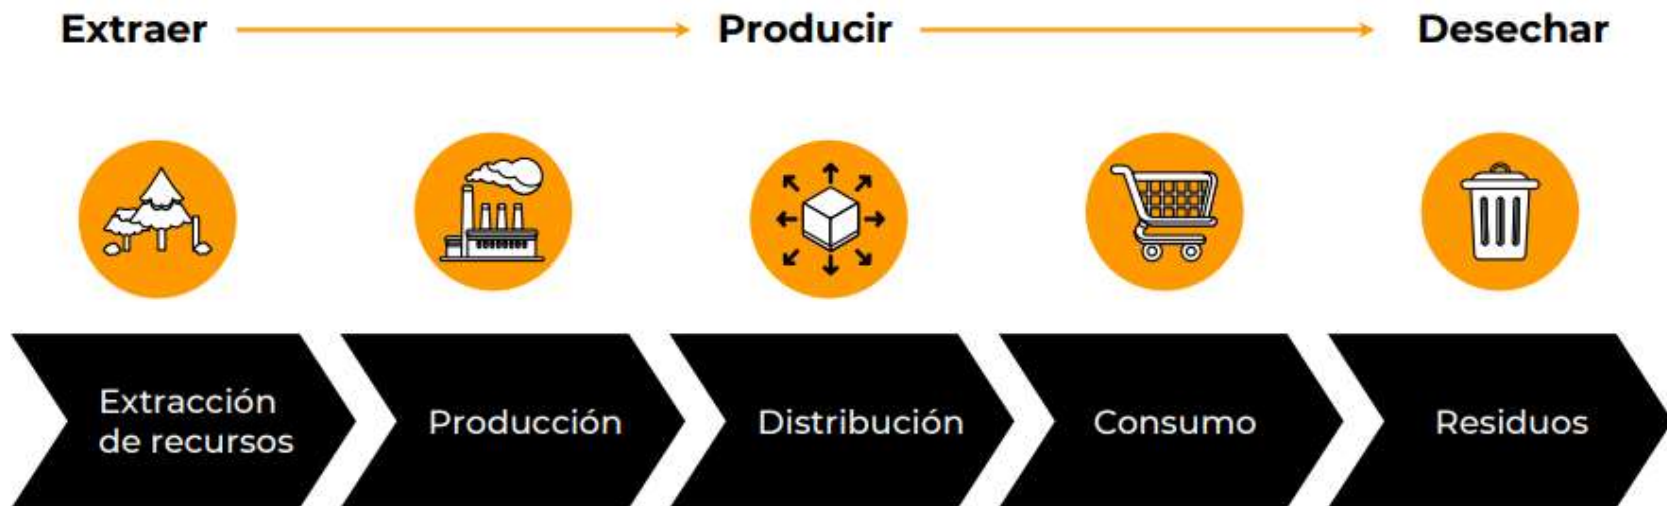 Extraer
Producir
Desechar
Extracción
de recursos
Producción
Distribución
Consumo
Residuos